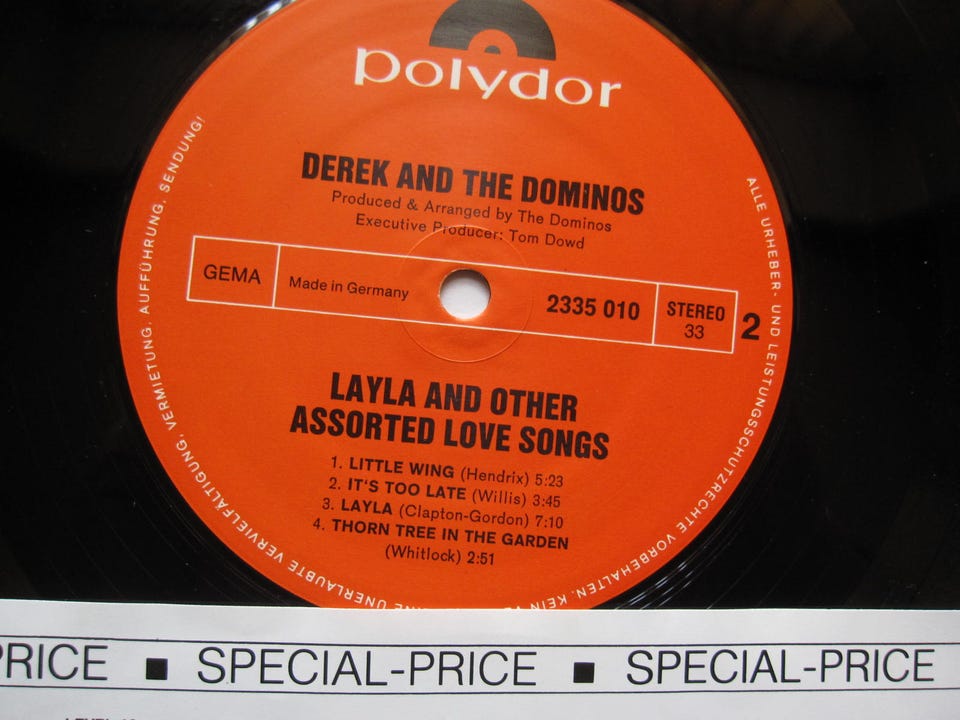 polydor
DEREK AND THE DOMINOS
Produced & Arranged by The Dominos
Executive Producer: Tom Dowd
GEMA
Made in Germany
2335 010
STEREO
33
2
LAYLA AND OTHER
ASSORTED LOVE SONGS
1. LITTLE WING (Hendrix) 5:23
2. IT'S TOO LATE (Willis) 3:45
3. LAYLA (Clapton-Gordon) 7:10
4. THORN TREE IN THE GARDEN
(Whitlock) 2:51
ALLE URHEBER- UND LEISTUNGSSCHUTZRECHTE VORBEHALTEN. KEIN
UNERLAUBTE VERVIELFÄLTIGUNG, VERMIETUNG, AUFFÜHRUNG, SENDUNG!
PRICE ■ SPECIAL-PRICE ■ SPECIAL-PRICE